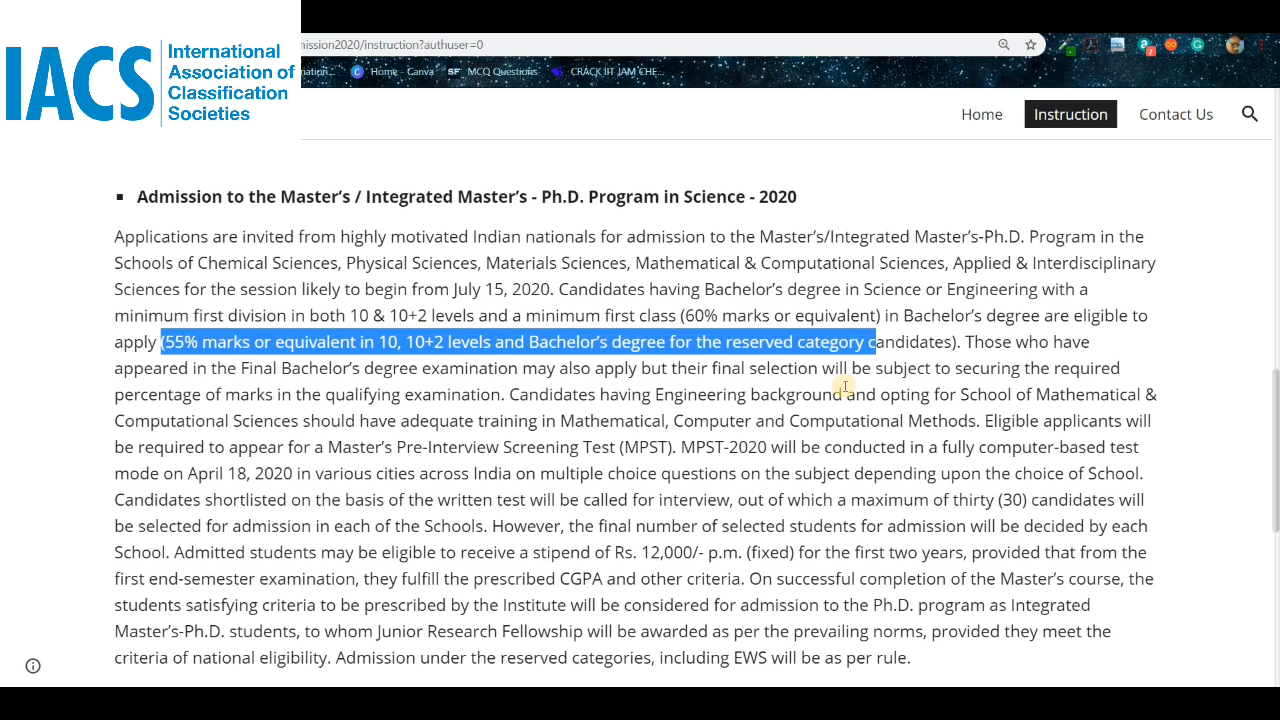 IACS
International
Association of
Classification
Societies
nission2020/instruction?authuser=0
nation...
Home - Canva
SF MCQ Questions
CRACK IIT JAM CHE...
Home
Instruction
Contact Us
Admission to the Master's / Integrated Master's - Ph.D. Program in Science - 2020
Applications are invited from highly motivated Indian nationals for admission to the Master's/Integrated Master's-Ph.D. Program in the
Schools of Chemical Sciences, Physical Sciences, Materials Sciences, Mathematical & Computational Sciences, Applied & Interdisciplinary
Sciences for the session likely to begin from July 15, 2020. Candidates having Bachelor's degree in Science or Engineering with a
minimum first division in both 10 & 10+2 levels and a minimum first class (60% marks or equivalent) in Bachelor's degree are eligible to
apply (55% marks or equivalent in 10, 10+2 levels and Bachelor's degree for the reserved category candidates). Those who have
appeared in the Final Bachelor's degree examination may also apply but their final selection will be subject to securing the required
percentage of marks in the qualifying examination. Candidates having Engineering background and opting for School of Mathematical &
Computational Sciences should have adequate training in Mathematical, Computer and Computational Methods. Eligible applicants will
be required to appear for a Master's Pre-Interview Screening Test (MPST). MPST-2020 will be conducted in a fully computer-based test
mode on April 18, 2020 in various cities across India on multiple choice questions on the subject depending upon the choice of School.
Candidates shortlisted on the basis of the written test will be called for interview, out of which a maximum of thirty (30) candidates will
be selected for admission in each of the Schools. However, the final number of selected students for admission will be decided by each
School. Admitted students may be eligible to receive a stipend of Rs. 12,000/- p.m. (fixed) for the first two years, provided that from the
first end-semester examination, they fulfill the prescribed CGPA and other criteria. On successful completion of the Master's course, the
students satisfying criteria to be prescribed by the Institute will be considered for admission to the Ph.D. program as Integrated
Master's-Ph.D. students, to whom Junior Research Fellowship will be awarded as per the prevailing norms, provided they meet the
criteria of national eligibility. Admission under the reserved categories, including EWS will be as per rule.